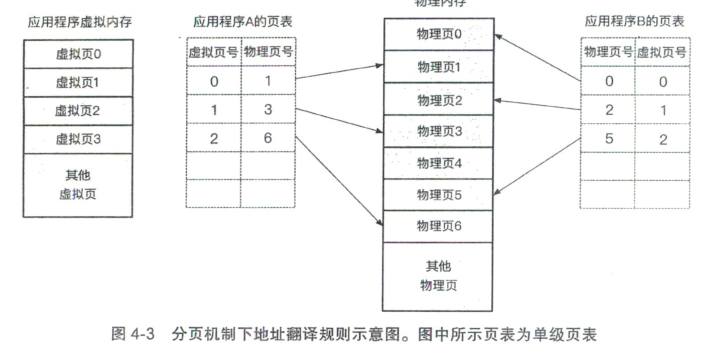 应用程序虚拟内存
虚拟页0
虚拟页1
虚拟页2
虚拟页3
其他
虚拟页
应用程序A的页表
虚拟页号 物理页号
0 1
1 3
2 6
物理内存
物理页0
物理页1
物理页2
物理页3
物理页4
物理页5
物理页6
其他
物理页
应用程序B的页表
物理页号 虚拟页号
0 0
2 1
5 2
图 4-3 分页机制下地址翻译规则示意图。图中所示页表为单级页表